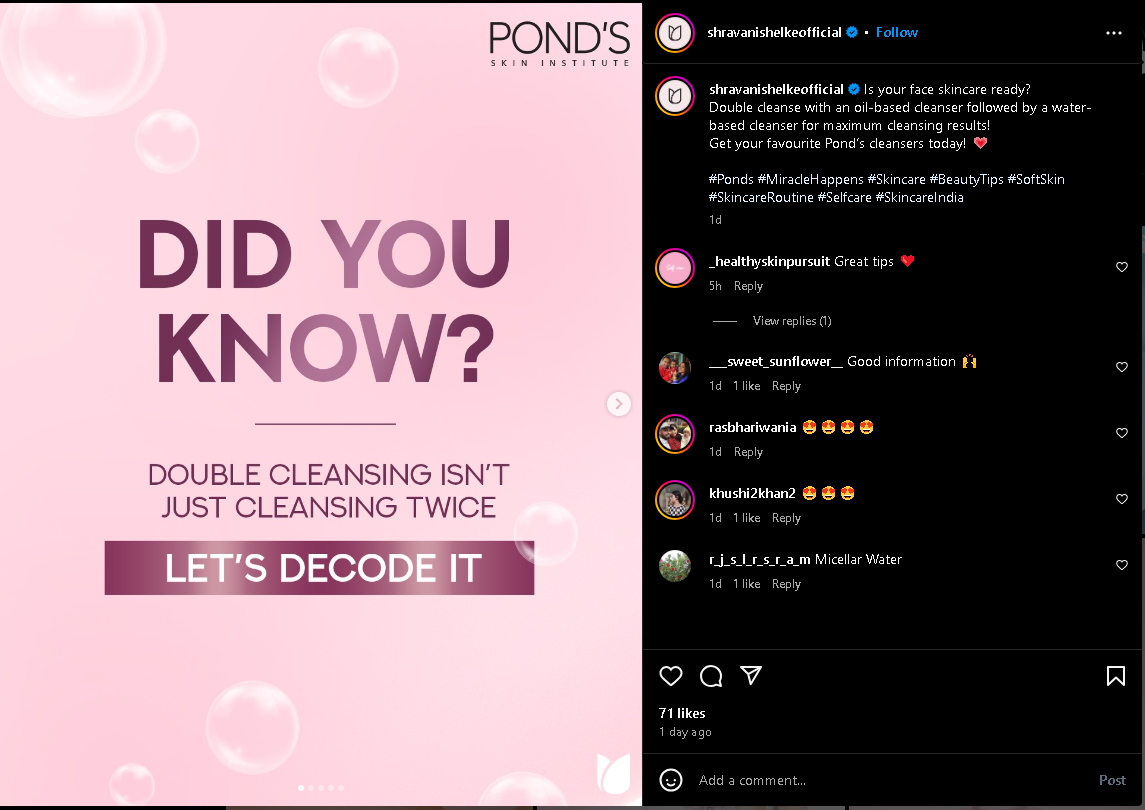 POND'S
SKIN INSTITUTE
DID YOU
KNOW?
DOUBLE CLEANSING ISN'T
JUST CLEANSING TWICE
LET'S DECODE IT
shravanishelkeofficial • Follow
shravanishelkeofficial Is your face skincare ready?
Double cleanse with an oil-based cleanser followed by a water-
based cleanser for maximum cleansing results!
Get your favourite Pond's cleansers today! ❤️
#Ponds #MiracleHappens #Skincare #BeautyTips #SoftSkin
#SkincareRoutine #Selfcare #SkincareIndia
1d
_healthyskinpursuit Great tips ❤️
5h Reply
View replies (1)
___sweet_sunflower__ Good information 🙌
1d 1 like Reply
rasbhariwania 😍😍😍😍
1d Reply
khushi2khan2 😍😍😍
1d 1 like Reply
r_j_s_l_r_s_r_a_m Micellar Water
1d 1 like Reply
71 likes
1 day ago
Add a comment...
Post